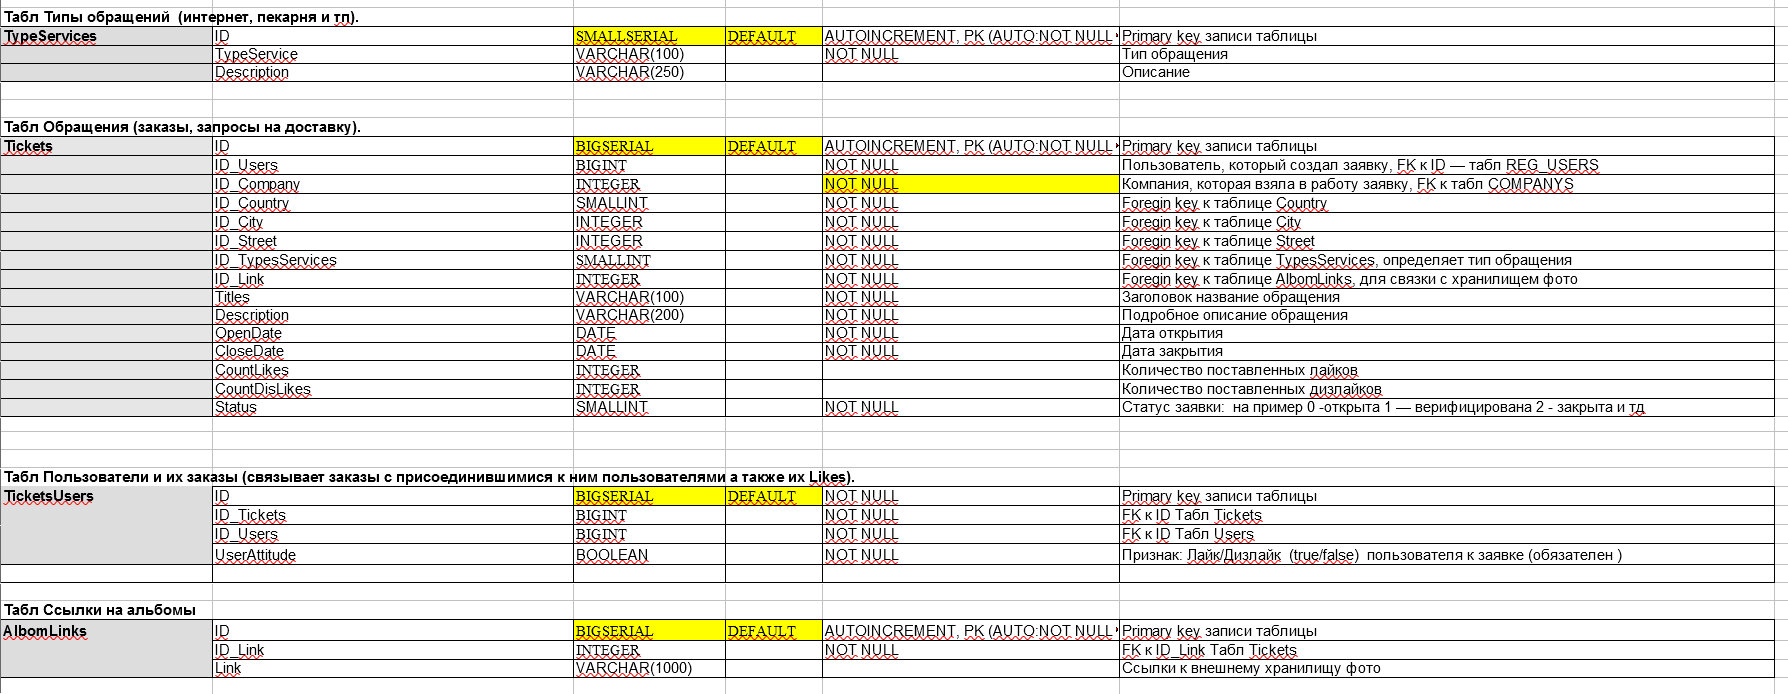 Табл Типы обращений (интернет, пекарня и тп).
TypeServices ID SMALLSERIAL DEFAULT AUTOINCREMENT, PK (AUTO:NOT NULL Primary key записи таблицы
TypeService VARCHAR(100) NOT NULL Тип обращения
Description VARCHAR(250) Описание
Табл Обращения (заказы, запросы на доставку).
Tickets ID BIGSERIAL DEFAULT AUTOINCREMENT, PK (AUTO:NOT NULL Primary key записи таблицы
ID_Users BIGINT NOT NULL Пользователь, который создал заявку, FK к ID — табл REG_USERS
ID_Company INTEGER NOT NULL Компания, которая взяла в работу заявку, FK к табл COMPANYS
ID_Country SMALLINT NOT NULL Foregin key к таблице Country
ID_City INTEGER NOT NULL Foregin key к таблице City
ID_Street INTEGER NOT NULL Foregin key к таблице Street
ID_TypesServices SMALLINT NOT NULL Foregin key к таблице TypesServices, определяет тип обращения
ID_Link INTEGER NOT NULL Foregin key к таблице AlbomLinks, для связки с хранилищем фото
Titles VARCHAR(100) NOT NULL Заголовок название обращения
Description VARCHAR(200) NOT NULL Подробное описание обращения
OpenDate DATE NOT NULL Дата открытия
CloseDate DATE NOT NULL Дата закрытия
CountLikes INTEGER Количество поставленных лайков
CountDisLikes INTEGER Количество поставленных дизлайков
Status SMALLINT NOT NULL Статус заявки: на пример 0 -открыта 1 — верифицирована 2 - закрыта и тд
Табл Пользователи и их заказы (связывает заказы с присоединившимися к ним пользователями а также их Likes).
TicketsUsers ID BIGSERIAL DEFAULT NOT NULL Primary key записи таблицы
ID_Tickets BIGINT NOT NULL FK к ID Табл Tickets
ID_Users BIGINT NOT NULL FK к ID Табл Users
UserAttitude BOOLEAN NOT NULL Признак: Лайк/Дизлайк (true/false) пользователя к заявке (обязателен )
Табл Ссылки на альбомы
AlbomLinks ID BIGSERIAL DEFAULT AUTOINCREMENT, PK (AUTO:NOT NULL Primary key записи таблицы
ID_Link INTEGER NOT NULL FK к ID_Link Табл Tickets
Link VARCHAR(1000) Ссылки к внешнему хранилищу фото